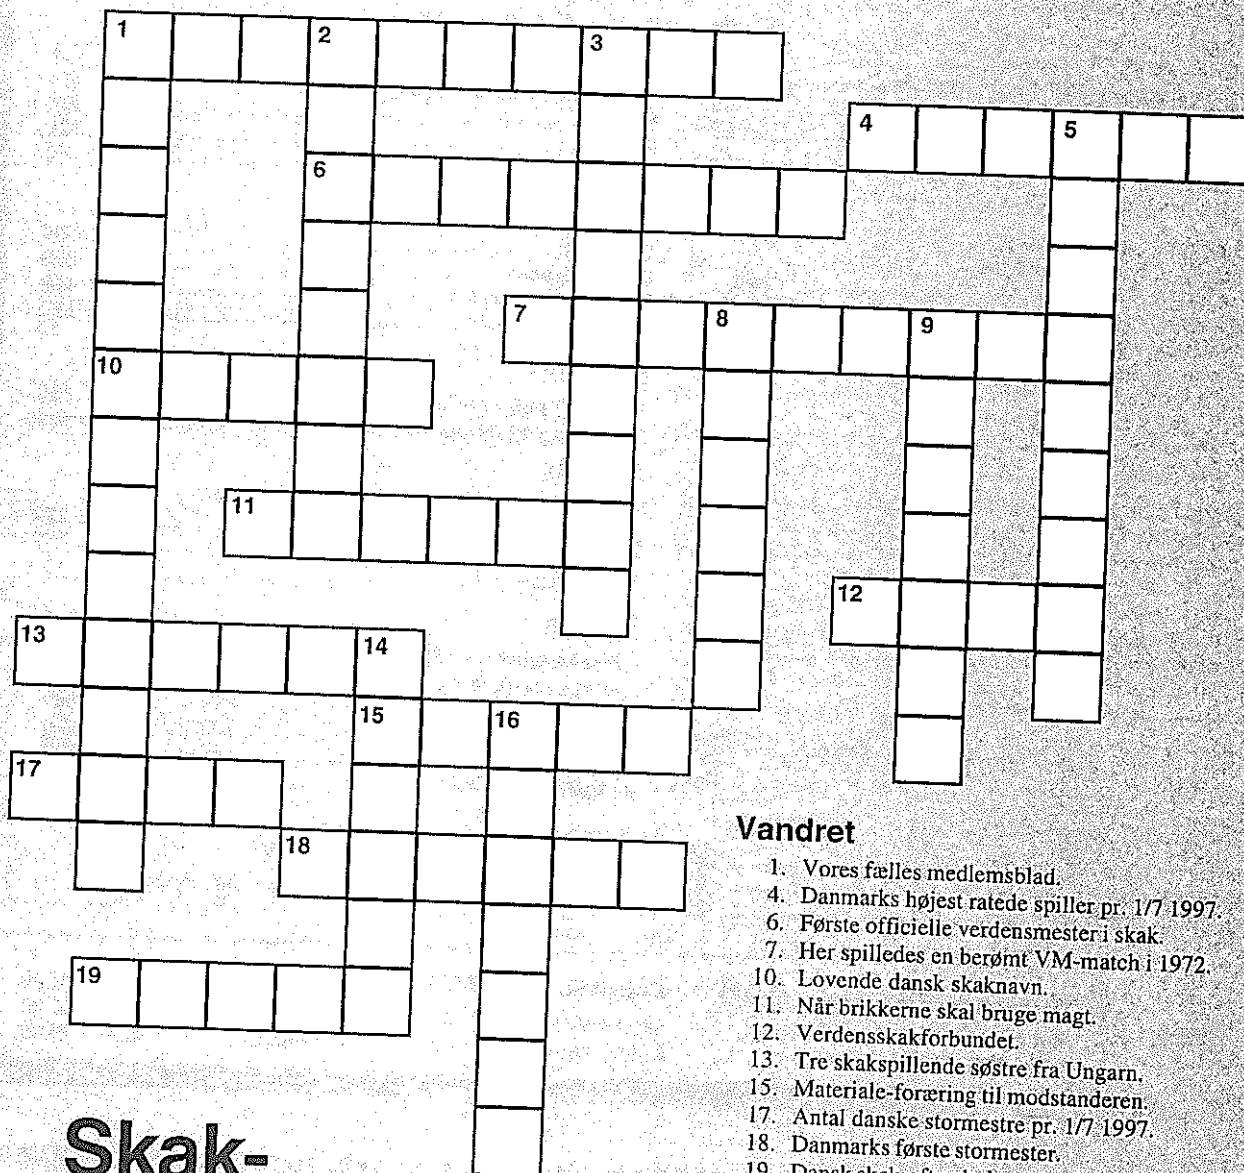 1
2
3
4
5
6
7
8
9
10
11
12
13
14
15
16
17
18
19
Vandret
1. Vores fælles medlemsblad.
4. Danmarks højest ratede spiller pr. 1/7 1997.
6. Første officielle verdensmester i skak.
7. Her spilledes en berømt VM-match i 1972.
10. Lovende dansk skaknavn.
11. Når brikkerne skal bruge magt.
12. Verdensskakforbundet.
13. Tre skakspillende søstre fra Ungarn.
15. Materiale-foræring til modstanderen.
17. Antal danske stormestre pr. 1/7 1997.
18. Danmarks første stormester.
19. Dansk
Skak-